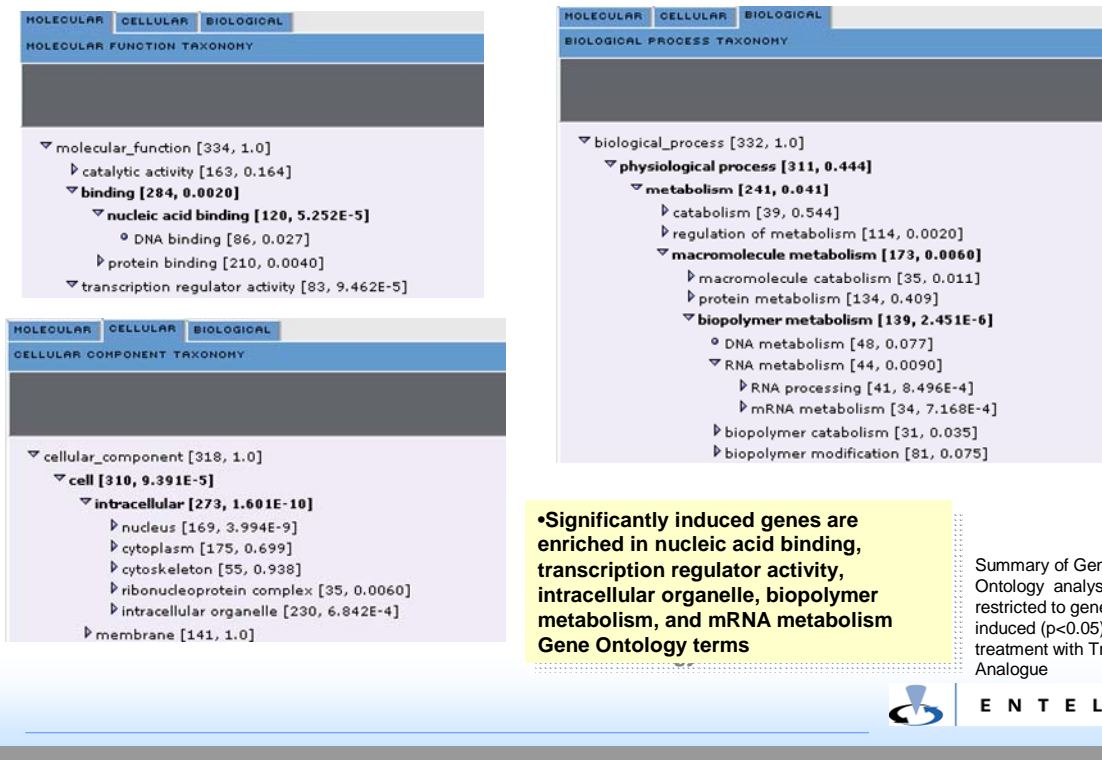 MOLECULAR CELLULAR BIOLOGICAL
MOLECULAR FUNCTION TAXONOMY
molecular_function [334, 1.0]
catalytic activity [163, 0.164]
binding [284, 0.0020]
nucleic acid binding [120, 5.252E-5]
DNA binding [86, 0.027]
protein binding [210, 0.0040]
transcription regulator activity [83, 9.462E-5]
MOLECULAR CELLULAR BIOLOGICAL
CELLULAR COMPONENT TAXONOMY
cellular_component [318, 1.0]
cell [310, 9.391E-5]
intracellular [273, 1.601E-10]
nucleus [169, 3.994E-9]
cytoplasm [175, 0.699]
cytoskeleton [55, 0.938]
ribonucleoprotein complex [35, 0.0060]
intracellular organelle [230, 6.842E-4]
membrane [141, 1.0]
MOLECULAR CELLULAR BIOLOGICAL
BIOLOGICAL PROCESS TAXONOMY
biological_process [332, 1.0]
physiological process [311, 0.444]
metabolism [241, 0.041]
catabolism [39, 0.544]
regulation of metabolism [114, 0.0020]
macromolecule metabolism [173, 0.0060]
macromolecule catabolism [35, 0.011]
protein metabolism [134, 0.409]
biopolymer metabolism [139, 2.451E-6]
DNA metabolism [48, 0.077]
RNA metabolism [44, 0.0090]
RNA processing [41, 8.496E-4]
mRNA metabolism [34, 7.168E-4]
biopolymer catabolism [31, 0.035]
biopolymer modification [81, 0.075]
•Significantly induced genes are
enriched in nucleic acid binding,
transcription regulator activity,
intracellular organelle, biopolymer
metabolism, and mRNA metabolism
Gene Ontology terms
Summary of Gen
Ontology analys
restricted to gene
induced (p<0.05)
treatment with Tr
Analogue
E N T E L